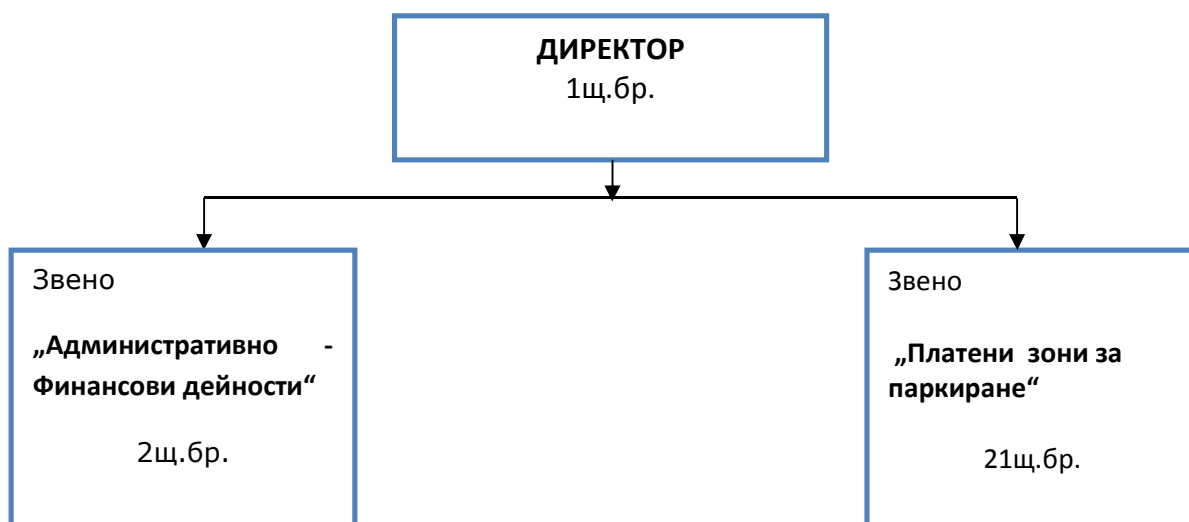 ДИРЕКТОР
1щ.бр.
Звено
„Административно -
Финансови дейности“
2щ.бр.
Звено
„Платени зони за
паркиране“
21щ.бр.